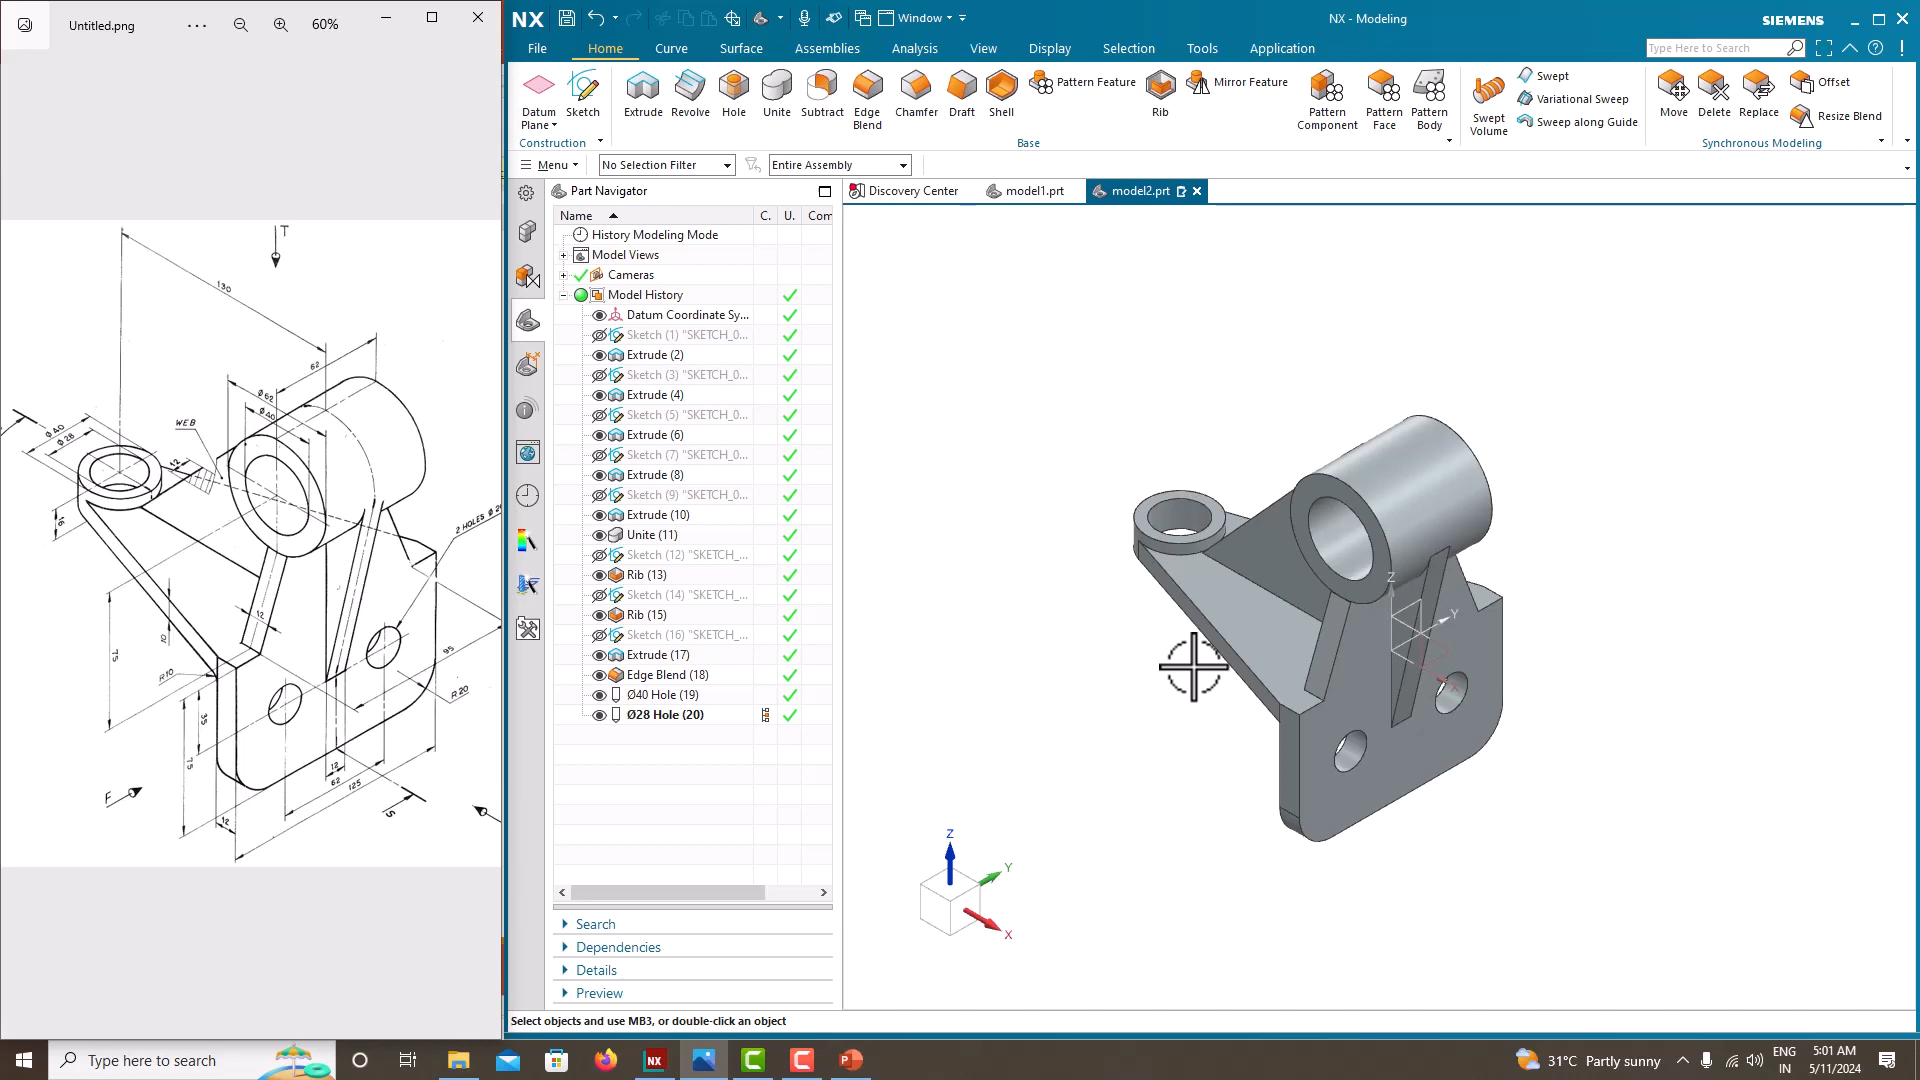 Untitled.png
60%
T
130
62
Ø62
Ø40
WEB
Ø40
Ø28
12
16
12
10
75
R10
35
75
95
R 20
12
62
125
F
S
12
NX
Window
NX - Modeling
SIEMENS
File
Home
Curve
Surface
Assemblies
Analysis
View
Display
Selection
Tools
Application
Type Here to Search
Datum
Plane
Sketch
Extrude
Revolve
Hole
Unite
Subtract
Edge
Blend
Chamfer
Draft
Shell
Pattern Feature
Rib
Mirror Feature
Pattern
Component
Pattern
Face
Pattern
Body
Swept
Volume
Swept
Variational Sweep
Sweep along Guide
Move
Delete
Replace
Offset
Resize Blend
Construction
Base
Synchronous Modeling
Menu
No Selection Filter
Entire Assembly
Part Navigator
Discovery Center
model1.prt
model2.prt
Name
C.
U.
Com
History Modeling Mode
Model Views
Cameras
Model History
Datum Coordinate Sy...
Sketch (1) "SKETCH_0...
Extrude (2)
Sketch (3) "SKETCH_0...
Extrude (4)
Sketch (5) "SKETCH_0...
Extrude (6)
Sketch (7) "SKETCH_0...
Extrude (8)
Sketch (9) "SKETCH_0...
Extrude (10)
Unite (11)
Sketch (12) "SKETCH_...
Rib (13)
Sketch (14) "SKETCH_...
Rib (15)
Sketch (16) "SKETCH_...
Extrude (17)
Edge Blend (18)
Ø40 Hole (19)
Ø28 Hole (20)
Search
Dependencies
Details
Preview
Z
Y
Z
Y
X
Select objects and use MB3, or double-click an object
Type here to search
NX
31°C Partly sunny
ENG
IN
5:01 AM
5/11/2024